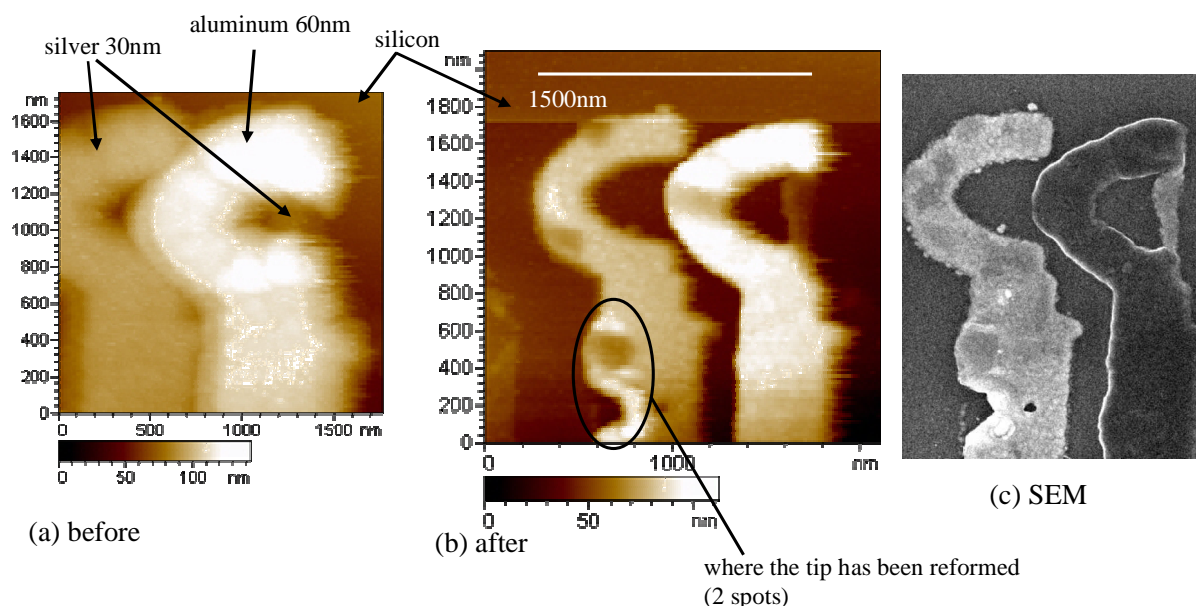 aluminum 60nm
silver 30nm
silicon
nm
1600
1400
1200
1000
800
600
400
200
0
0 500 1000 1500 nm
0 50 100 nm
(a) before
nm
1500nm
1800
1600
1400
1200
1000
800
600
400
200
0
0 1000 nm
0 50 nm
(b) after
(c) SEM
where the tip has been reformed
(2 spots)